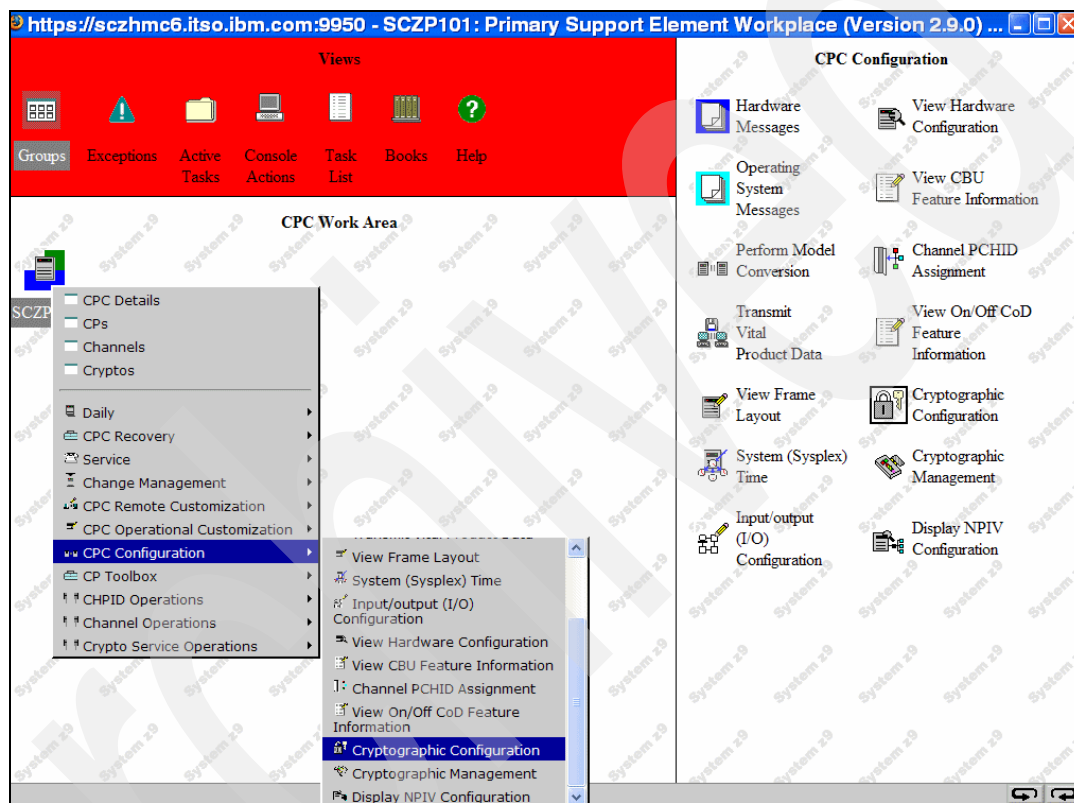 https://sczhmc6.itso.ibm.com:9950 - SCZP101: Primary Support Element Workplace (Version 2.9.0) ...
Views
Groups
Exceptions
Active
Tasks
Console
Actions
Task
List
Books
Help
CPC Work Area
SCZP
CPC Details
CPs
Channels
Cryptos
Daily
CPC Recovery
Service
Change Management
CPC Remote Customization
CPC Operational Customization
CPC Configuration
CP Toolbox
CHPID Operations
Channel Operations
Crypto Service Operations
View Frame Layout
System (Sysplex) Time
Input/output (I/O)
Configuration
View Hardware Configuration
View CBU Feature Information
Channel PCHID Assignment
View On/Off CoD Feature
Information
Cryptographic Configuration
Cryptographic Management
Display NPIV Configuration
CPC Configuration
Hardware
Messages
View Hardware
Configuration
Operating
System
Messages
View CBU
Feature Information
Perform Model
Conversion
Channel PCHID
Assignment
Transmit
Vital
Product Data
View On/Off CoD
Feature
Information
View Frame
Layout
Cryptographic
Configuration
System (Sysplex)
Time
Cryptographic
Management
Input/output
(I/O)
Configuration
Display NPIV
Configuration
System z9